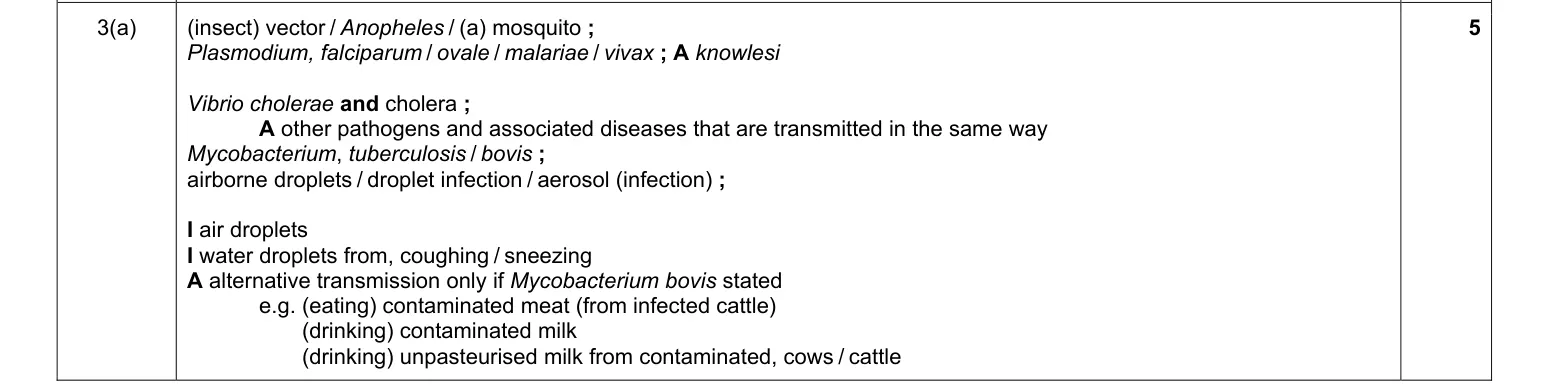 3(a) (insect) vector / Anopheles / (a) mosquito ; 5
Plasmodium, falciparum / ovale / malariae / vivax ; A knowlesi
Vibrio cholerae and cholera ;
A other pathogens and associated diseases that are transmitted in the same way
Mycobacterium, tuberculosis / bovis ;
airborne droplets / droplet infection / aerosol (infection) ;
I air droplets
I water droplets from, coughing / sneezing
A alternative transmission only if Mycobacterium bovis stated
e.g. (eating) contaminated meat (from infected cattle)
(drinking) contaminated milk
(drinking) unpasteurised milk from contaminated, cows / cattle